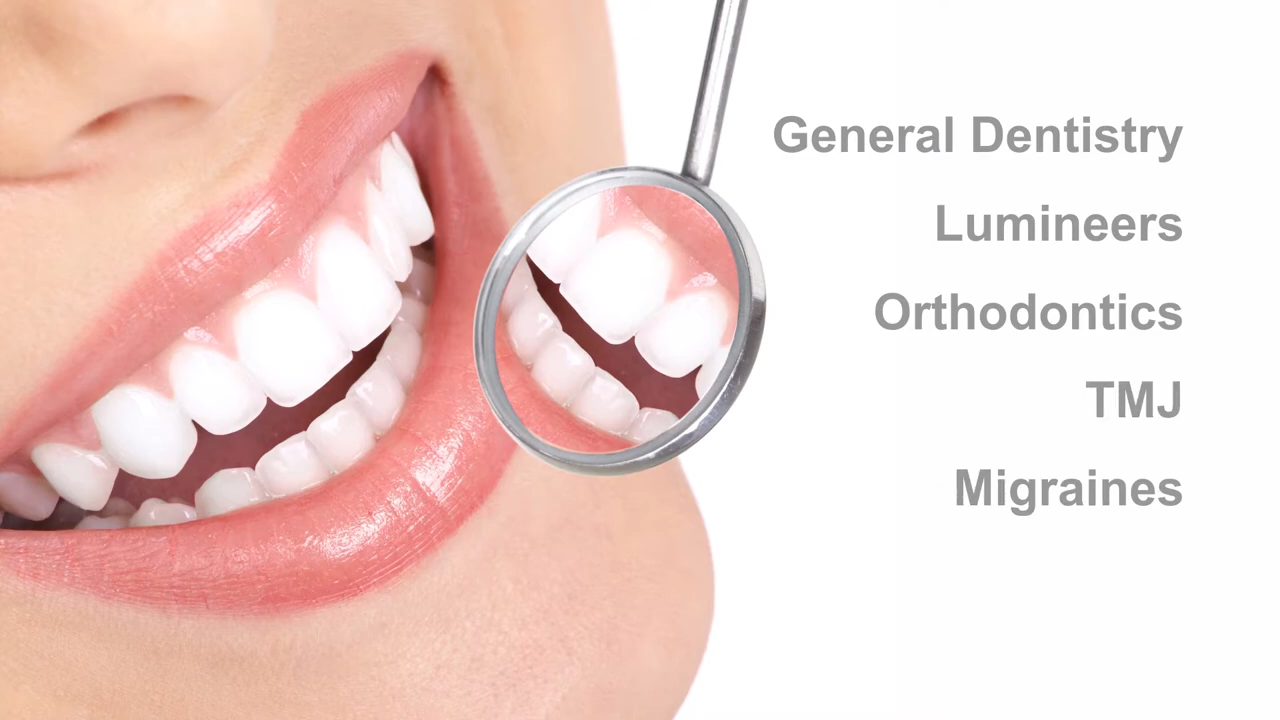 General Dentistry
Lumineers
Orthodontics
TMJ
Migraines